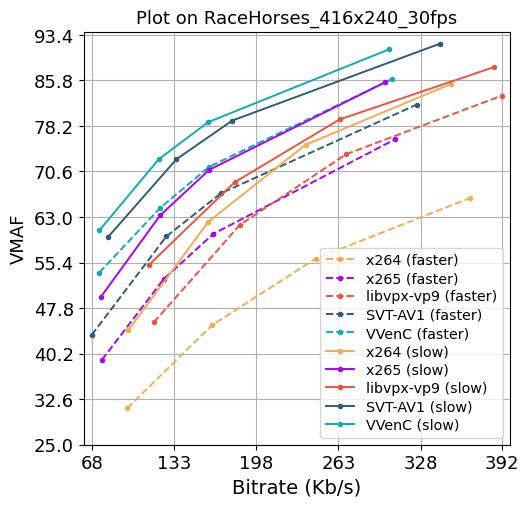 Plot on RaceHorses_416x240_30fps
93.4
85.8
78.2
70.6
63.0
55.4
47.8
40.2
32.6
25.0
VMAF
x264 (faster)
x265 (faster)
libvpx-vp9 (faster)
SVT-AV1 (faster)
VVenC (faster)
x264 (slow)
x265 (slow)
libvpx-vp9 (slow)
SVT-AV1 (slow)
VVenC (slow)
68 133 198 263 328 392
Bitrate (Kb/s)